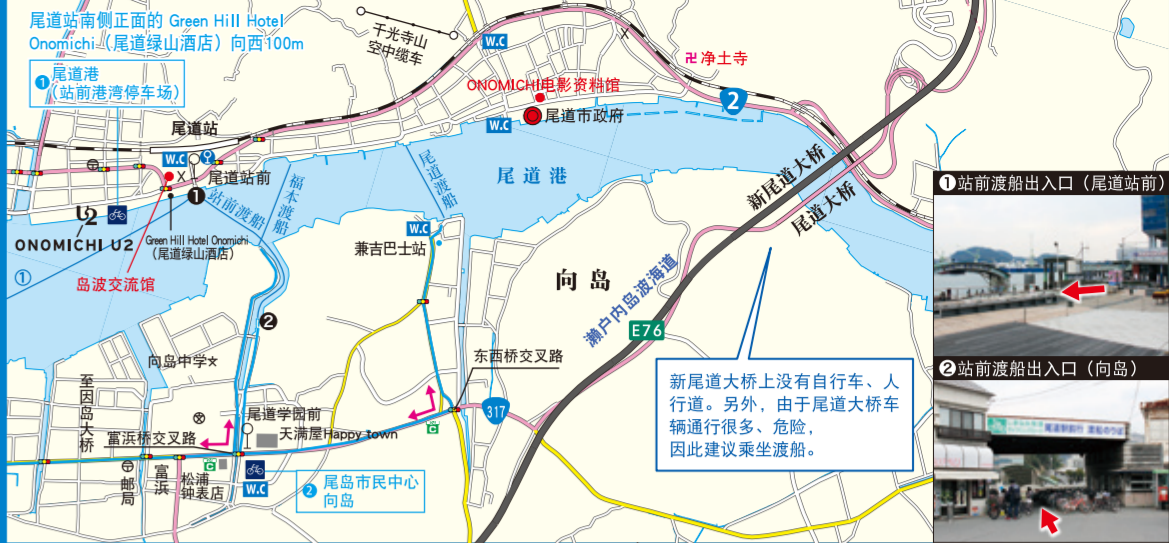 尾道站南侧正面的 Green Hill Hotel
Onomichi（尾道绿山酒店）向西100m
1 尾道港
（站前港湾停车场）
千光寺山
空中缆车
W.C
卍 净土寺
ONOMICHI电影资料馆
尾道市政府
W.C
2
尾道站
W.C
尾道站前
1
站前渡船
福本渡船
尾道渡船
尾道港
新尾道大桥
尾道大桥
U2
ONOMICHI U2
Green Hill Hotel Onomichi
（尾道绿山酒店）
岛波交流馆
①
W.C
兼吉巴士站
向岛
濑户内岛波海道
E76
2
向岛中学
东西桥交叉路
317
至因岛大桥
尾道学园前
天满屋Happy town
富浜桥交叉路
邮局
富浜
松浦
钟表店
W.C
2 尾岛市民中心
向岛
新尾道大桥上没有自行车、人
行道。另外，由于尾道大桥车
辆通行很多、危险，
因此建议乘坐渡船。
❶站前渡船出入口（尾道站前）
❷站前渡船出入口（向岛）